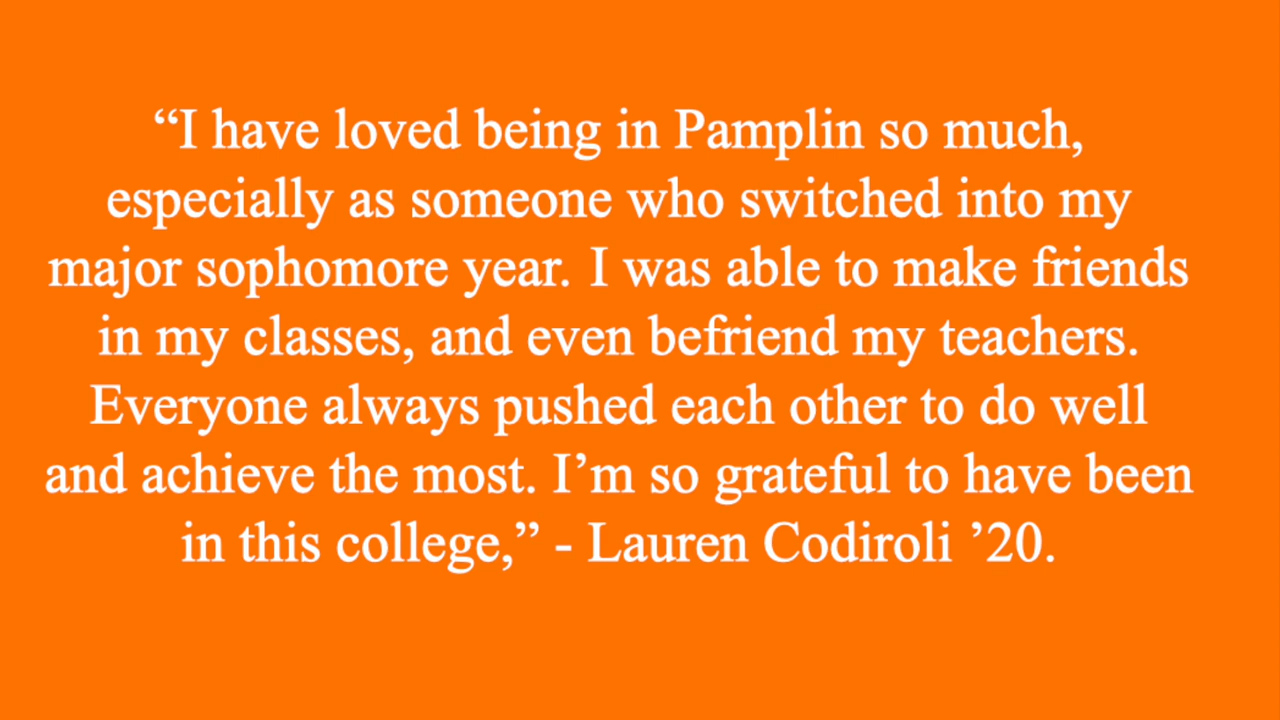 “I have loved being in Pamplin so much,
especially as someone who switched into my
major sophomore year. I was able to make friends
in my classes, and even befriend my teachers.
Everyone always pushed each other to do well
and achieve the most. I’m so grateful to have been
in this college,” - Lauren Codiroli ’20.